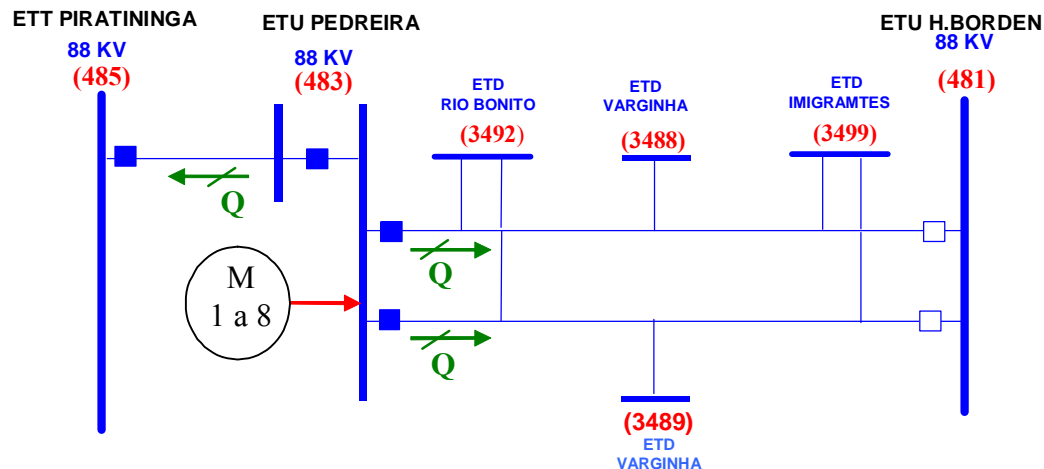 ETT PIRATININGA
88 KV
(485)
ETU PEDREIRA
88 KV
(483)
ETD
RIO BONITO
(3492)
ETD
VARGINHA
(3488)
ETD
IMIGRAMTES
(3499)
ETU H.BORDEN
88 KV
(481)
Q
Q
M
1 a 8
Q
(3489)
ETD
VARGINHA